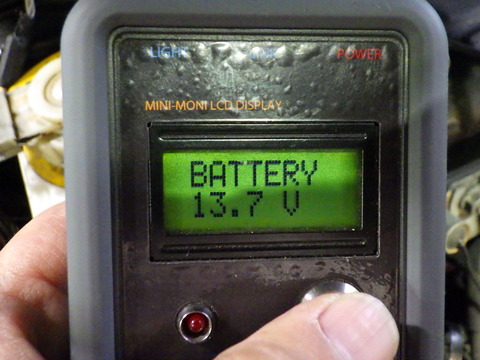 LIGHT POWER
MINI-MONI LCD DISPLAY
BATTERY
13.7 V